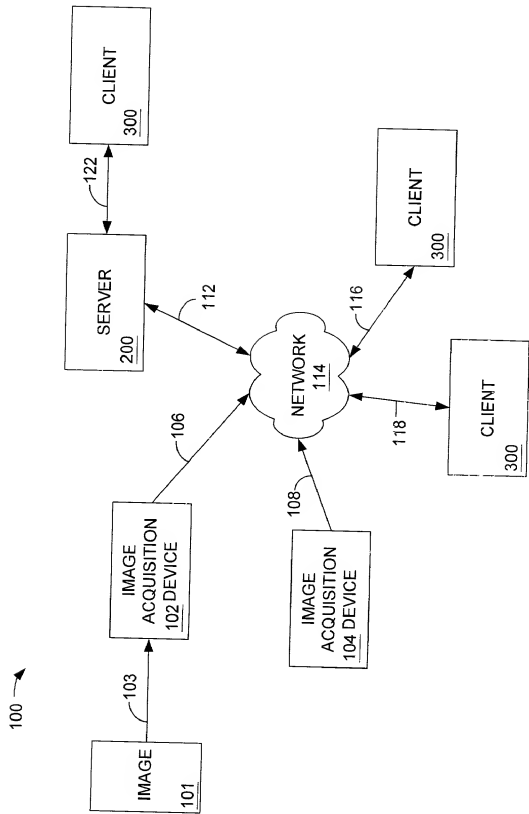 100
IMAGE
101
103
IMAGE
ACQUISITION
102 DEVICE
106
IMAGE
ACQUISITION
104 DEVICE
108
NETWORK
114
SERVER
200
112
122
CLIENT
300
116
CLIENT
300
118
CLIENT
300